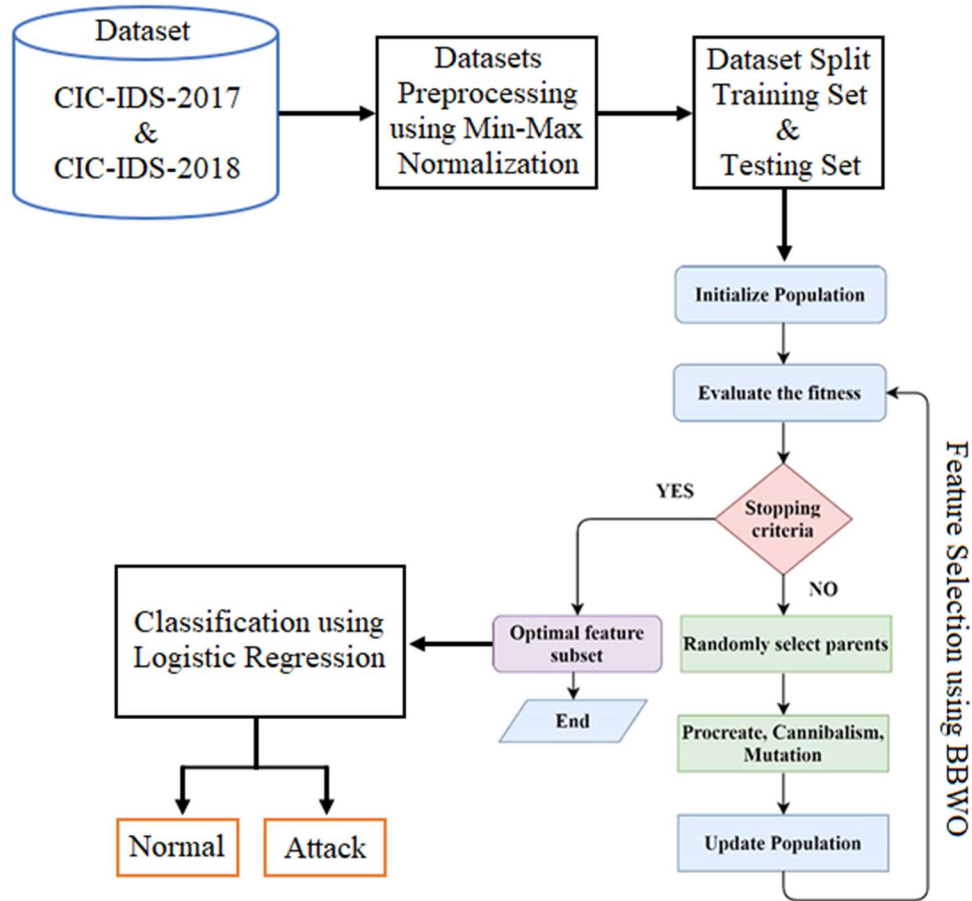 Dataset
CIC-IDS-2017
&
CIC-IDS-2018
Datasets
Preprocessing
using Min-Max
Normalization
Dataset Split
Training Set
&
Testing Set
Initialize Population
Evaluate the fitness
Stopping
criteria
YES
NO
Optimal feature
subset
End
Randomly select parents
Procreate, Cannibalism,
Mutation
Update Population
Feature Selection using BBWO
Classification using
Logistic Regression
Normal
Attack